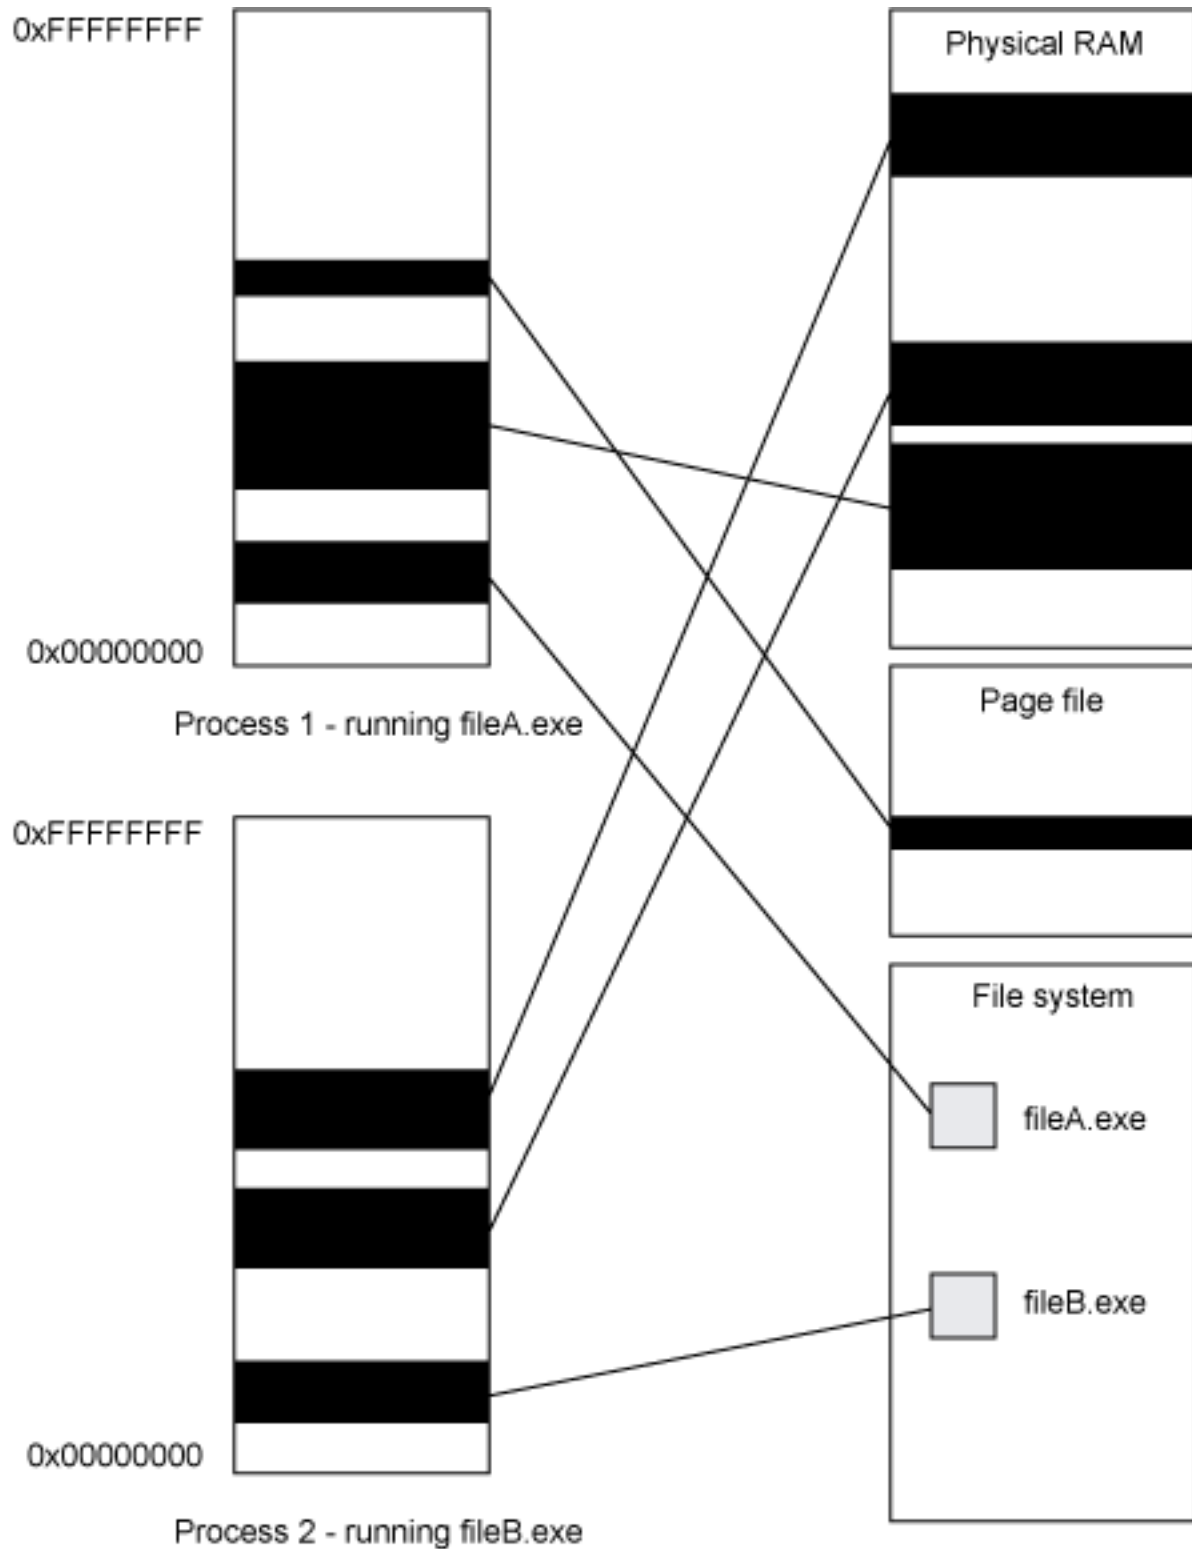 0xFFFFFFFF
0x00000000
Process 1 - running fileA.exe
0xFFFFFFFF
0x00000000
Process 2 - running fileB.exe
Physical RAM
Page file
File system
fileA.exe
fileB.exe